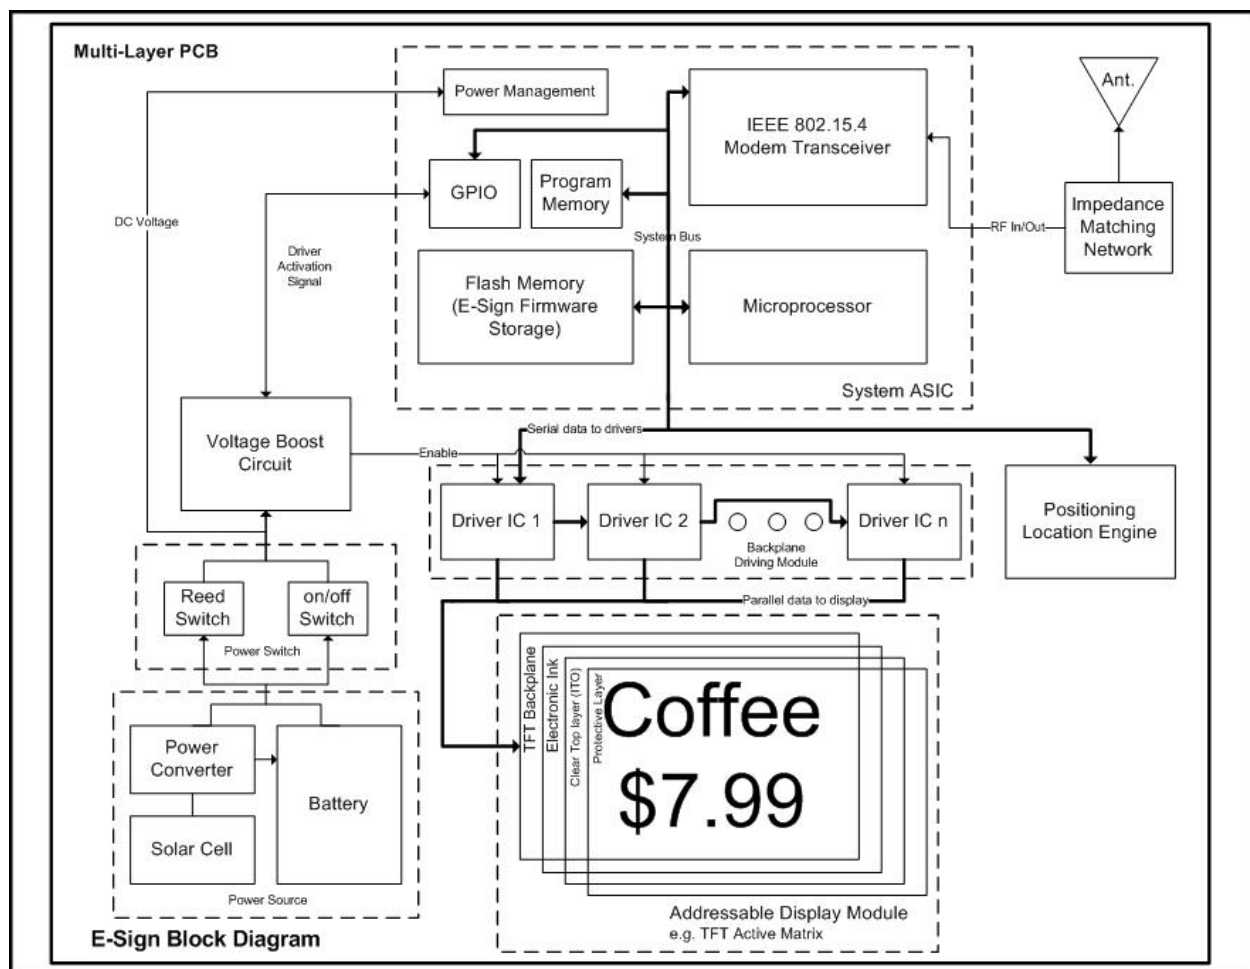 Multi-Layer PCB
Power Management
IEEE 802.15.4
Modem Transceiver
Ant.
GPIO
Program
Memory
DC Voltage
System Bus
RF In/Out
Impedance
Matching
Network
Driver
Activation
Signal
Flash Memory
(E-Sign Firmware
Storage)
Microprocessor
System ASIC
Voltage Boost
Circuit
Serial data to drivers
Enable
Driver IC 1
Driver IC 2
Driver IC n
Backplane
Driving Module
Positioning
Location Engine
Reed
Switch
on/off
Switch
Power Switch
Parallel data to display
TFT Backplane
Electronic Ink
Clear Top layer (ITO)
Protective Layer
Coffee
$7.99
Power
Converter
Battery
Solar Cell
Power Source
Addressable Display Module
e.g. TFT Active Matrix
E-Sign Block Diagram